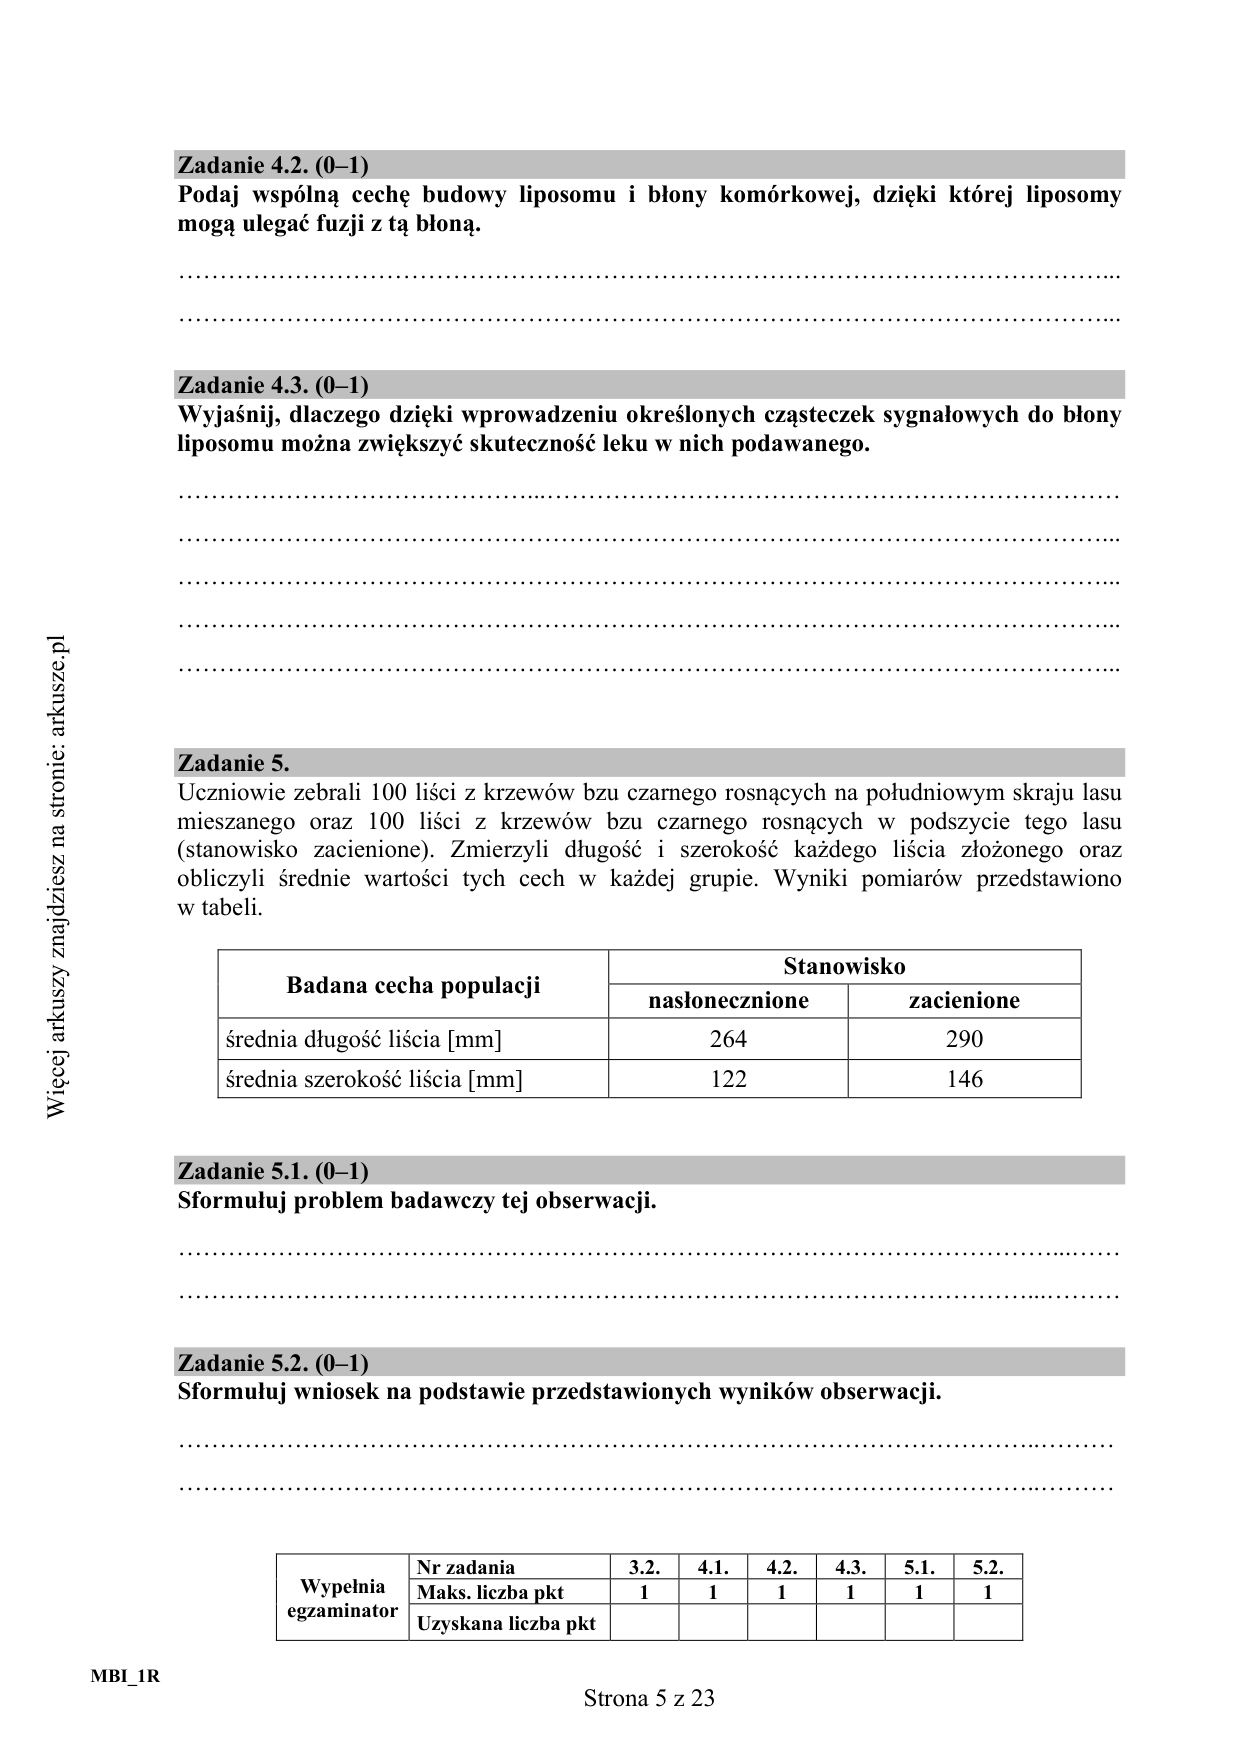 Zadanie 4.2. (0–1)
Podaj wspólną cechę budowy liposomu i błony komórkowej, dzięki której liposomy
mogą ulegać fuzji z tą błoną.
…………………………………………………………………………………………………...
…………………………………………………………………………………………………...
Zadanie 4.3. (0–1)
Wyjaśnij, dlaczego dzięki wprowadzeniu określonych cząsteczek sygnałowych do błony
liposomu można zwiększyć skuteczność leku w nich podawanego.
……………………………………...……………………………………………………………
…………………………………………………………………………………………………...
…………………………………………………………………………………………………...
…………………………………………………………………………………………………...
…………………………………………………………………………………………………...
Zadanie 5.
Uczniowie zebrali 100 liści z krzewów bzu czarnego rosnących na południowym skraju lasu
mieszanego oraz 100 liści z krzewów bzu czarnego rosnących w podszycie tego lasu
(stanowisko zacienione). Zmierzyli długość i szerokość każdego liścia złożonego oraz
obliczyli średnie wartości tych cech w każdej grupie. Wyniki pomiarów przedstawiono
w tabeli.
Badana cecha populacji
Stanowisko
nasłonecznione zacienione
średnia długość liścia [mm] 264 290
średnia szerokość liścia [mm] 122 146
Zadanie 5.1. (0–1)
Sformułuj problem badawczy tej obserwacji.
……………………………………………………………………………………………...……
…………………………………………………………………………………………...………
Zadanie 5.2. (0–1)
Sformułuj wniosek na podstawie przedstawionych wyników obserwacji.
…………………………………………………………………………………………..………
…………………………………………………………………………………………..………
Wypełnia
egzaminator
Nr zadania 3.2. 4.1. 4.2. 4.3. 5.1. 5.2.
Maks. liczba pkt 1 1 1 1 1 1
Uzyskana liczba pkt
MBI_1R
Strona 5 z 23
Więcej arkuszy znajdziesz na stronie: arkusze.pl